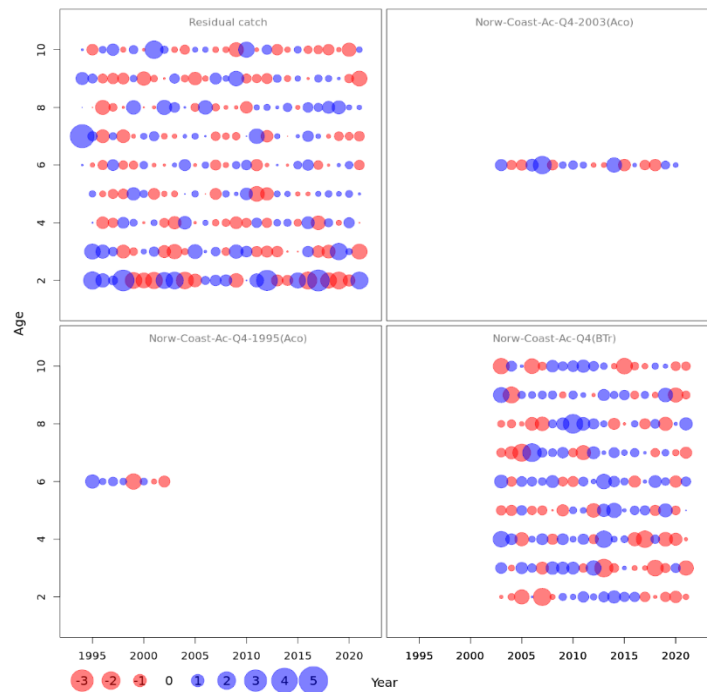 Residual catch
Norw-Coast-Ac-Q4-2003(Aco)
10
8
6
4
2
Age
Norw-Coast-Ac-Q4-1995(Aco)
Norw-Coast-Ac-Q4(BTr)
10
8
6
4
2
1995 2000 2005 2010 2015 2020 1995 2000 2005 2010 2015 2020
-3 -2 -1 0 1 2 3 4 5 Year